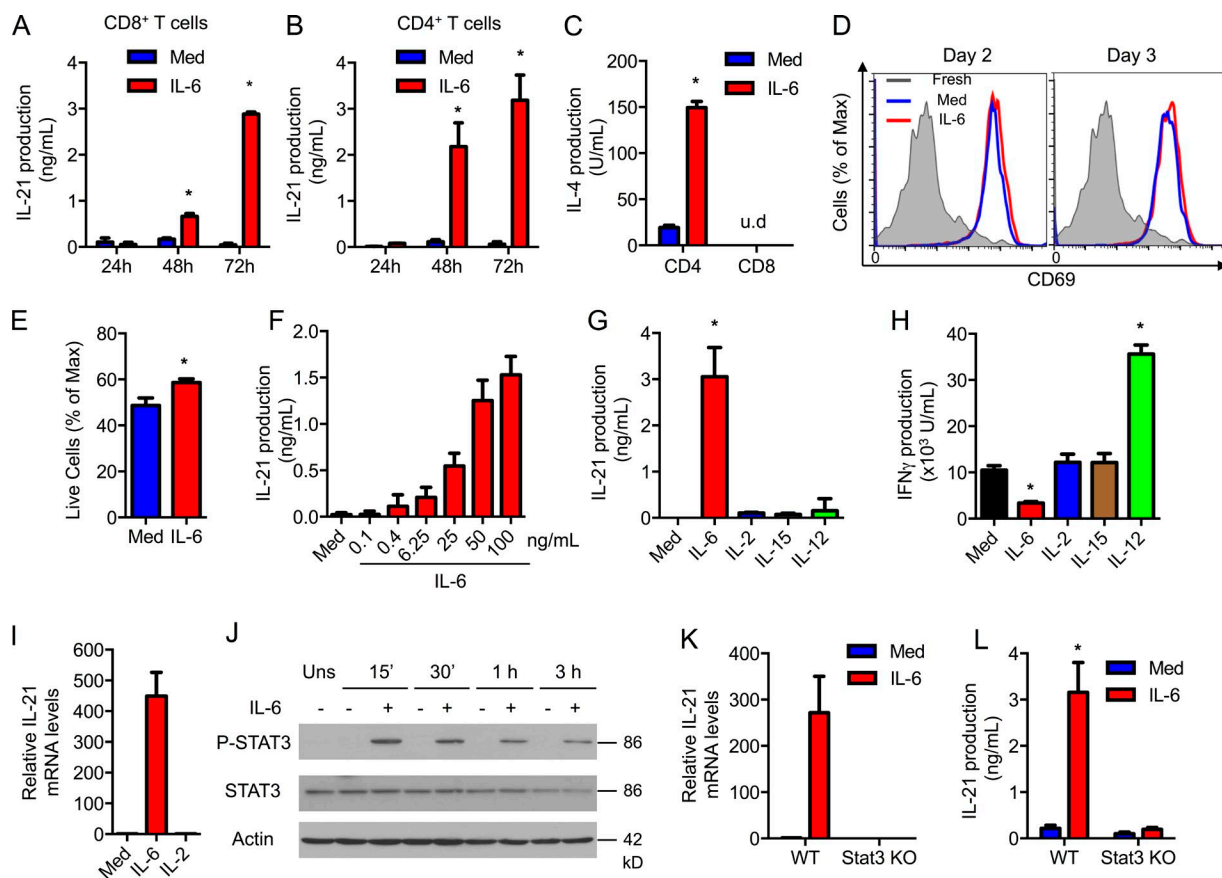 A
CD8+ T cells
Med
IL-6
IL-21 production
(ng/mL)
4
3
2
1
0
*
*
24h
48h
72h
B
CD4+ T cells
Med
IL-6
IL-21 production
(ng/mL)
4
3
2
1
0
*
*
24h
48h
72h
C
Med
IL-6
IL-4 production
(U/mL)
200
150
100
50
0
*
u.d
CD4
CD8
D
Day 2
Day 3
Fresh
Med
IL-6
Cells (% of Max)
0
0
CD69
E
Live Cells (% of Max)
80
60
40
20
0
*
Med IL-6
F
IL-21 production
(ng/mL)
2.0
1.5
1.0
0.5
0.0
Med
0.1
0.4
6.25
25
50
100
ng/mL
IL-6
G
IL-21 production
(ng/mL)
4
3
2
1
0
*
Med
IL-6
IL-2
IL-15
IL-12
H
IFNγ production
(x10³ U/mL)
40
30
20
10
0
*
*
Med
IL-6
IL-2
IL-15
IL-12
I
Relative IL-21
mRNA levels
600
500
400
300
200
100
0
Med
IL-6
IL-2
J
Uns 15' 30' 1 h 3 h
IL-6 - - + - + - + - +
P-STAT3 86
STAT3 86
Actin 42
kD
K
Med
IL-6
Relative IL-21
mRNA levels
400
300
200
100
0
WT
Stat3 KO
L
Med
IL-6
IL-21 production
(ng/mL)
4
3
2
1
0
*
WT
Stat3 KO